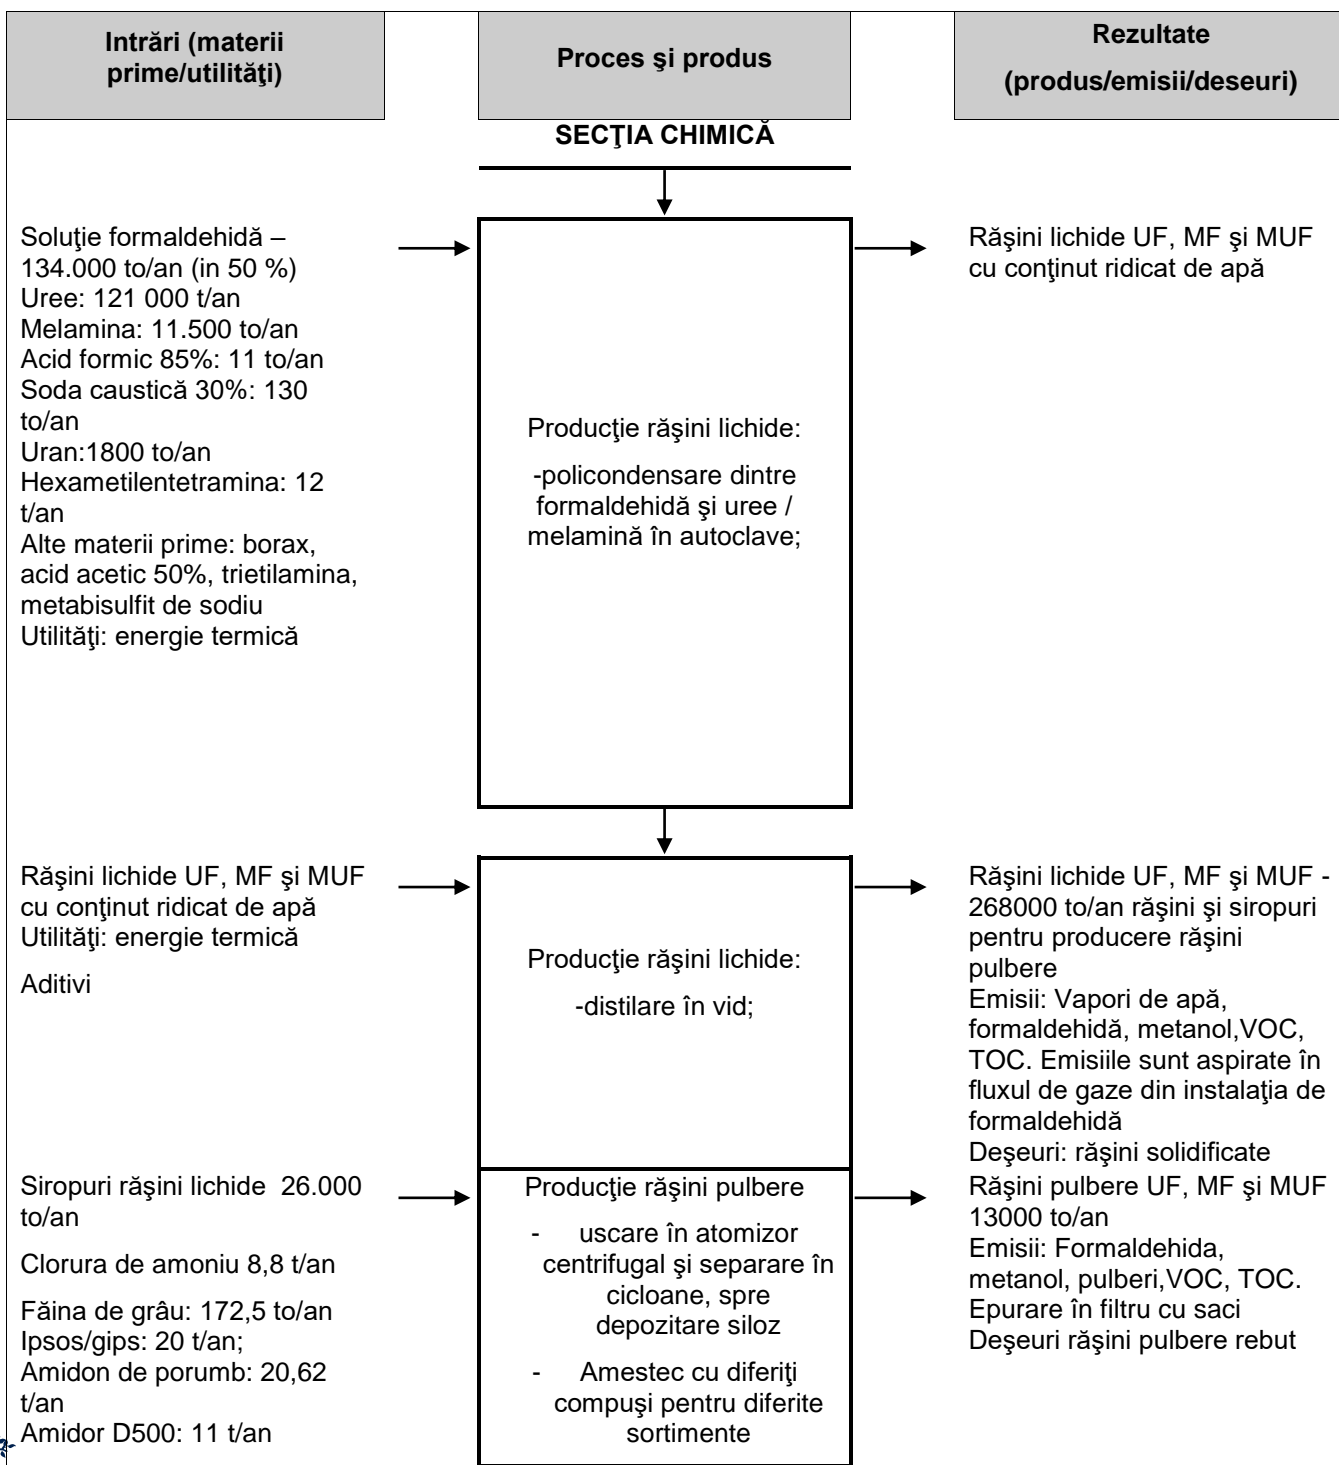 Intrări (materii
prime/utilităţi)
Proces şi produs
Rezultate
(produs/emisii/deseuri)
SECŢIA CHIMICĂ
Soluţie formaldehidă –
134.000 to/an (in 50 %)
Uree: 121 000 t/an
Melamina: 11.500 to/an
Acid formic 85%: 11 to/an
Soda caustică 30%: 130
to/an
Uran:1800 to/an
Hexametilentetramina: 12
t/an
Alte materii prime: borax,
acid acetic 50%, trietilamina,
metabisulfit de sodiu
Utilităţi: energie termică
Producţie răşini lichide:
-policondensare dintre
formaldehidă şi uree /
melamină în autoclave;
Răşini lichide UF, MF şi MUF
cu conţinut ridicat de apă
Răşini lichide UF, MF şi MUF
cu conţinut ridicat de apă
Utilităţi: energie termică
Aditivi
Producţie răşini lichide:
-distilare în vid;
Răşini lichide UF, MF şi MUF -
268000 to/an răşini şi siropuri
pentru producere răşini
pulbere
Emisii: Vapori de apă,
formaldehidă, metanol,VOC,
TOC. Emisiile sunt aspirate în
fluxul de gaze din instalaţia de
formaldehidă
Deşeuri: răşini solidificate
Siropuri răşini lichide 26.000
to/an
Clorura de amoniu 8,8 t/an
Făina de grâu: 172,5 to/an
Ipsos/gips: 20 t/an;
Amidon de porumb: 20,62
t/an
Amidor D500: 11 t/an
Producţie răşini pulbere
- uscare în atomizor
centrifugal şi separare în
cicloane, spre
depozitare siloz
- Amestec cu diferiţi
compuşi pentru diferite
sortimente
Răşini pulbere UF, MF şi MUF
13000 to/an
Emisii: Formaldehida,
metanol, pulberi,VOC, TOC.
Epurare în filtru cu saci
Deşeuri răşini pulbere rebut